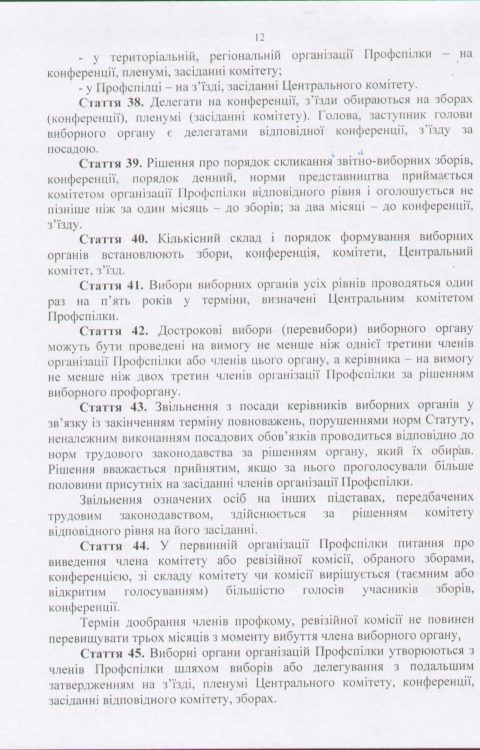 12
- у територіальній, регіональній організації Профспілки – на
конференції, пленумі, засіданні комітету;
- у Профспілці – на з’їзді, засіданні Центрального комітету.
Стаття 38. Делегати на конференції, з’їзди обираються на зборах
(конференції), пленумі (засіданні комітету). Голова, заступник голови
виборного органу є делегатами відповідної конференції, з’їзду за
посадою.
Стаття 39. Рішення про порядок скликання звітно-виборних зборів,
конференції, порядок денний, норми представництва приймається
комітетом організації Профспілки відповідного рівня і оголошується не
пізніше ніж за один місяць – до зборів; за два місяці – до конференції,
з’їзду.
Стаття 40. Кількісний склад і порядок формування виборних
органів встановлюють збори, конференція, комітети, Центральний
комітет, з’їзд.
Стаття 41. Вибори виборних органів усіх рівнів проводяться один
раз на п’ять років у терміни, визначені Центральним комітетом
Профспілки.
Стаття 42. Дострокові вибори (перевибори) виборного органу
можуть бути проведені на вимогу не менше ніж однієї третини членів
організації Профспілки або членів цього органу, а керівника – на вимогу
не менше ніж двох третин членів організації Профспілки за рішенням
виборного профоргану.
Стаття 43. Звільнення з посади керівників виборних органів у
зв’язку із закінченням терміну повноважень, порушеннями норм Статуту,
неналежним виконанням посадових обов’язків проводиться відповідно до
норм трудового законодавства за рішенням органу, який їх обирав.
Рішення вважається прийнятим, якщо за нього проголосували більше
половини присутніх на засіданні членів організації Профспілки.
Звільнення означених осіб на інших підставах, передбачених
трудовим законодавством, здійснюється за рішенням комітету
відповідного рівня на його засіданні.
Стаття 44. У первинній організації Профспілки питання про
виведення члена комітету або ревізійної комісії, обраного зборами,
конференцією, зі складу комітету чи комісії вирішується (таємним або
відкритим голосуванням) більшістю голосів учасників зборів,
конференції.
Термін дообрання членів профкому, ревізійної комісії не повинен
перевищувати трьох місяців з моменту вибуття члена виборного органу,
Стаття 45. Виборні органи організацій Профспілки утворюються з
членів Профспілки шляхом виборів або делегування з подальшим
затвердженням на з’їзді, пленумі Центрального комітету, конференції,
засіданні відповідного комітету, зборах.